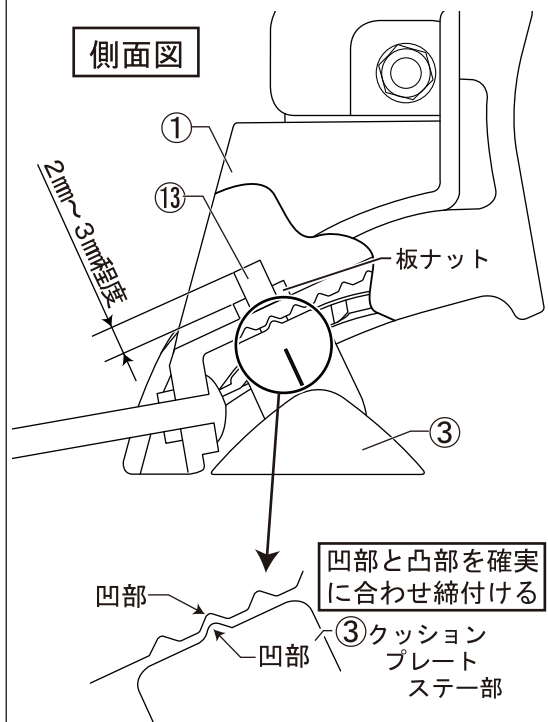 側面図
①
⑬
2㎜～3㎜程度
板ナット
③
凹部と凸部を確実
に合わせ締付ける
凹部
凹部
③クッション
プレート
ステー部